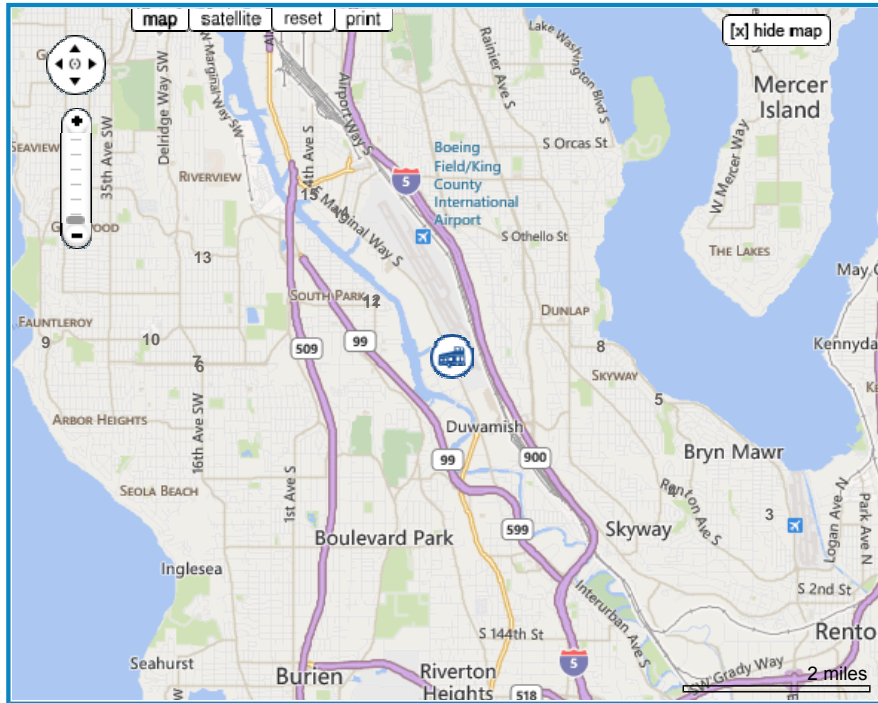 map
satellite
reset
print
[x] hide map
W Marginal Way SW
Delridge Way SW
35th Ave SW
Airport Way S
4th Ave S
Rainier Ave S
Lake Washington Blvd S
Mercer
Island
W Mercer Way
SEAVIEW
RIVERVIEW
Boeing
Field/King
County
International
Airport
S Orcas St
5
15
E Marginal Way S
S Othello St
THE LAKES
13
SOUTH PARK
12
DUNLAP
FAUNTLEROY
9
10
7
6
509
99
8
SKYWAY
5
ARBOR HEIGHTS
16th Ave SW
Duwamish
99
900
Bryn Mawr
SEOLA BEACH
1st Ave S
Renton Ave S
4
3
Logan Ave N
Park Ave N
Boulevard Park
599
Skyway
Inglesea
Interurban Ave S
S 2nd St
S 144th St
Seahurst
Burien
Riverton
Heights
5
518
SW Grady Way
2 miles